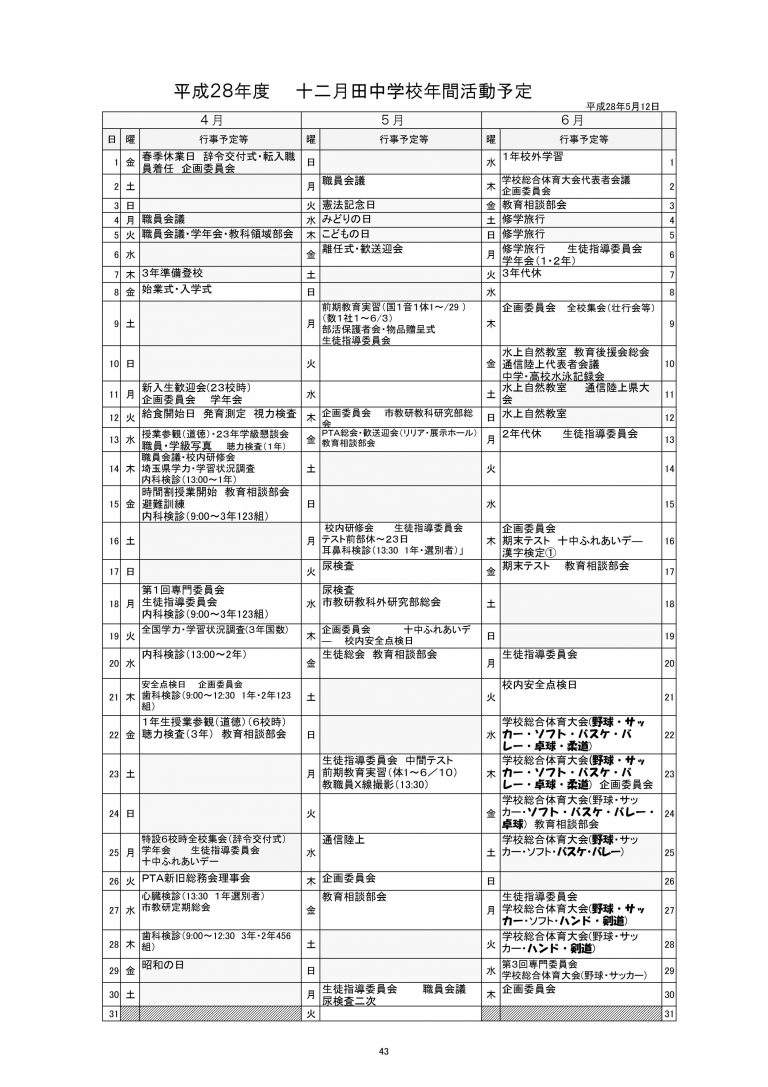 平成28年度　十二月田中学校年間活動予定
平成28年5月12日
４月　５月　６月
日　曜　行事予定等　曜　行事予定等　曜　行事予定等
1　金　春季休業日　辞令交付式・転入職　日　水　1年校外学習　1
員着任　企画委員会
2　土　月　職員会議　木　学校総合体育大会代表者会議　2
企画委員会
3　日　火　憲法記念日　金　教育相談部会　3
4　月　職員会議　水　みどりの日　土　修学旅行　4
5　火　職員会議・学年会・教科領域部会　木　こどもの日　日　修学旅行　5
6　水　金　離任式・歓送迎会　月　修学旅行　生徒指導委員会　6
学年会（１・２年）
7　木　３年準備登校　土　火　３年代休　7
8　金　始業式・入学式　日　水　8
9　土　月　前期教育実習（国１音１体1～/29 ）　木　企画委員会　全校集会（壮行会等）　9
（数１社１～６/３）
部活保護者会・物品贈呈式
生徒指導委員会
10　日　火　金　水上自然教室　教育後援会総会　10
通信陸上代表者会議
中学・高校水泳記録会
11　月　新入生歓迎会（２３校時）　水　土　水上自然教室　通信陸上県大　11
企画委員会　学年会　会
12　火　給食開始日　発育測定　視力検査　木　企画委員会　市教研教科研究部総　日　水上自然教室　12
会
13　水　授業参観（道徳）・２３年学級懇談会　金　PTA総会・歓送迎会（リリア・展示ホール）　月　２年代休　生徒指導委員会　13
職員・学級写真　聴力検査（１年）　教育相談部会
14　木　職員会議・校内研修会　土　火　14
埼玉県学力・学習状況調査
内科検診（13:00～1年）
15　金　時間割授業開始　教育相談部会　日　水　15
避難訓練
内科検診（9:00～3年123組）
16　土　月　校内研修会　生徒指導委員会　木　企画委員会　16
テスト前部休～２３日　期末テスト　十中ふれあいデ―
耳鼻科検診（13:30　1年・選別者）」　漢字検定①
17　日　火　尿検査　金　期末テスト　教育相談部会　17
18　月　第１回専門委員会　水　尿検査　土　18
生徒指導委員会　市教研教科外研究部総会
内科検診（9:00～3年123組）
19　火　全国学力・学習状況調査（３年国数）　木　企画委員会　十中ふれあいデ　日　19
―　校内安全点検日
20　水　内科検診（13:00～2年）　金　生徒総会　教育相談部会　月　生徒指導委員会　20
21　木　安全点検日　企画委員会　土　火　校内安全点検日　21
歯科検診（9:00～12:30　1年・2年123
組）
22　金　１年生授業参観（道徳）（６校時）　日　水　学校総合体育大会（野球・サッ　22
聴力検査（３年）　教育相談部会　カー・ソフト・バスケ・バ
レー・卓球・柔道）
23　土　月　生徒指導委員会　中間テスト　木　学校総合体育大会（野球・サッ　23
前期教育実習（体１～６／１０）　カー・ソフト・バスケ・バ
教職員X線撮影（13:30）　レー・卓球・柔道）　企画委員会
24　日　火　金　学校総合体育大会（野球・サッ　24
カー・ソフト・バスケ・バレー・
卓球）　教育相談部会
25　月　特設６校時全校集会（辞令交付式）　水　通信陸上　土　学校総合体育大会（野球・サッ　25
学年会　生徒指導委員会　カー・ソフト・バスケ・バレー）
十中ふれあいデー
26　火　PTA新旧総務会理事会　木　企画委員会　日　26
27　水　心臓検診（13:30　１年選別者）　金　教育相談部会　月　生徒指導委員会　27
市教研定期総会　学校総合体育大会（野球・サッ
カー・ソフト・ハンド・剣道）
28　木　歯科検診（9:00～12:30　3年・2年456　土　火　学校総合体育大会（野球・サッ　28
組）　カー・ハンド・剣道）
29　金　昭和の日　日　水　第３回専門委員会　29
学校総合体育大会（野球・サッカー）
30　土　月　生徒指導委員会　職員会議　木　企画委員会　30
尿検査二次
31　火　31
43